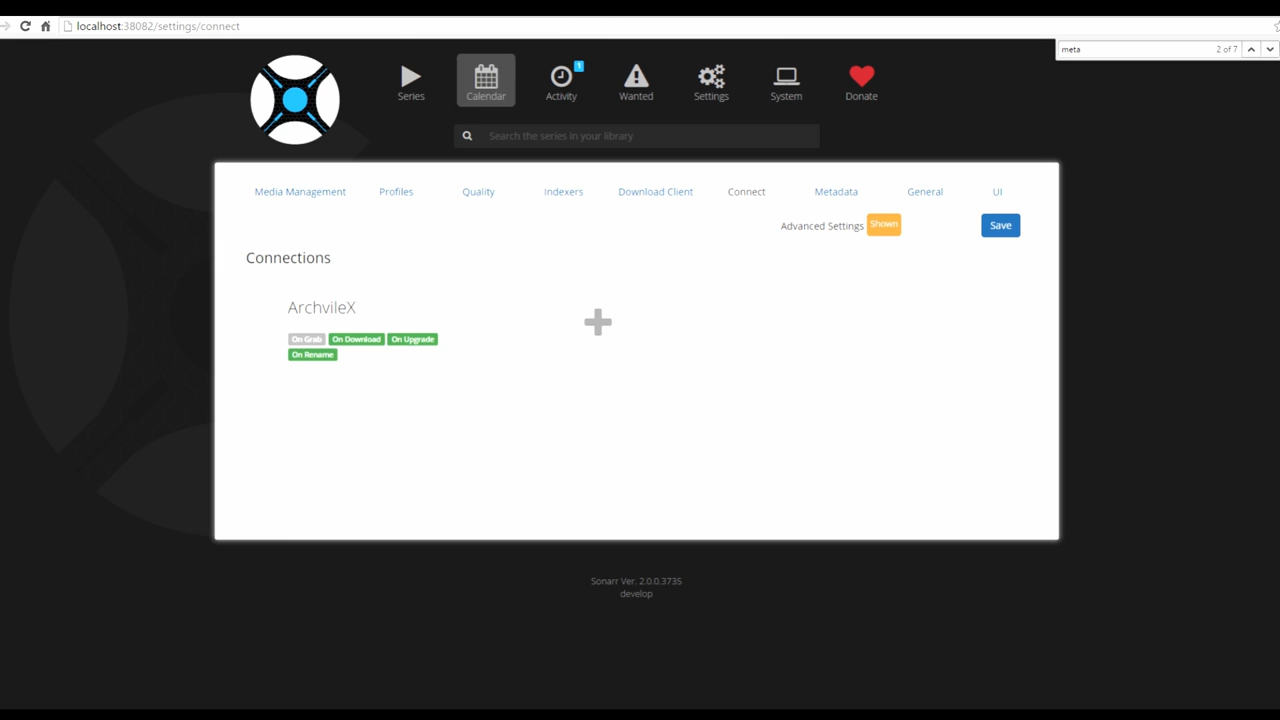 localhost:38082/settings/connect
meta 2 of 7
Series Calendar Activity 1 Wanted Settings System Donate
Search the series in your library
Media Management Profiles Quality Indexers Download Client Connect Metadata General UI
Advanced Settings Shown Save
Connections
ArchvileX
On Grab On Download On Upgrade
On Rename
Sonarr Ver. 2.0.0.3735
develop